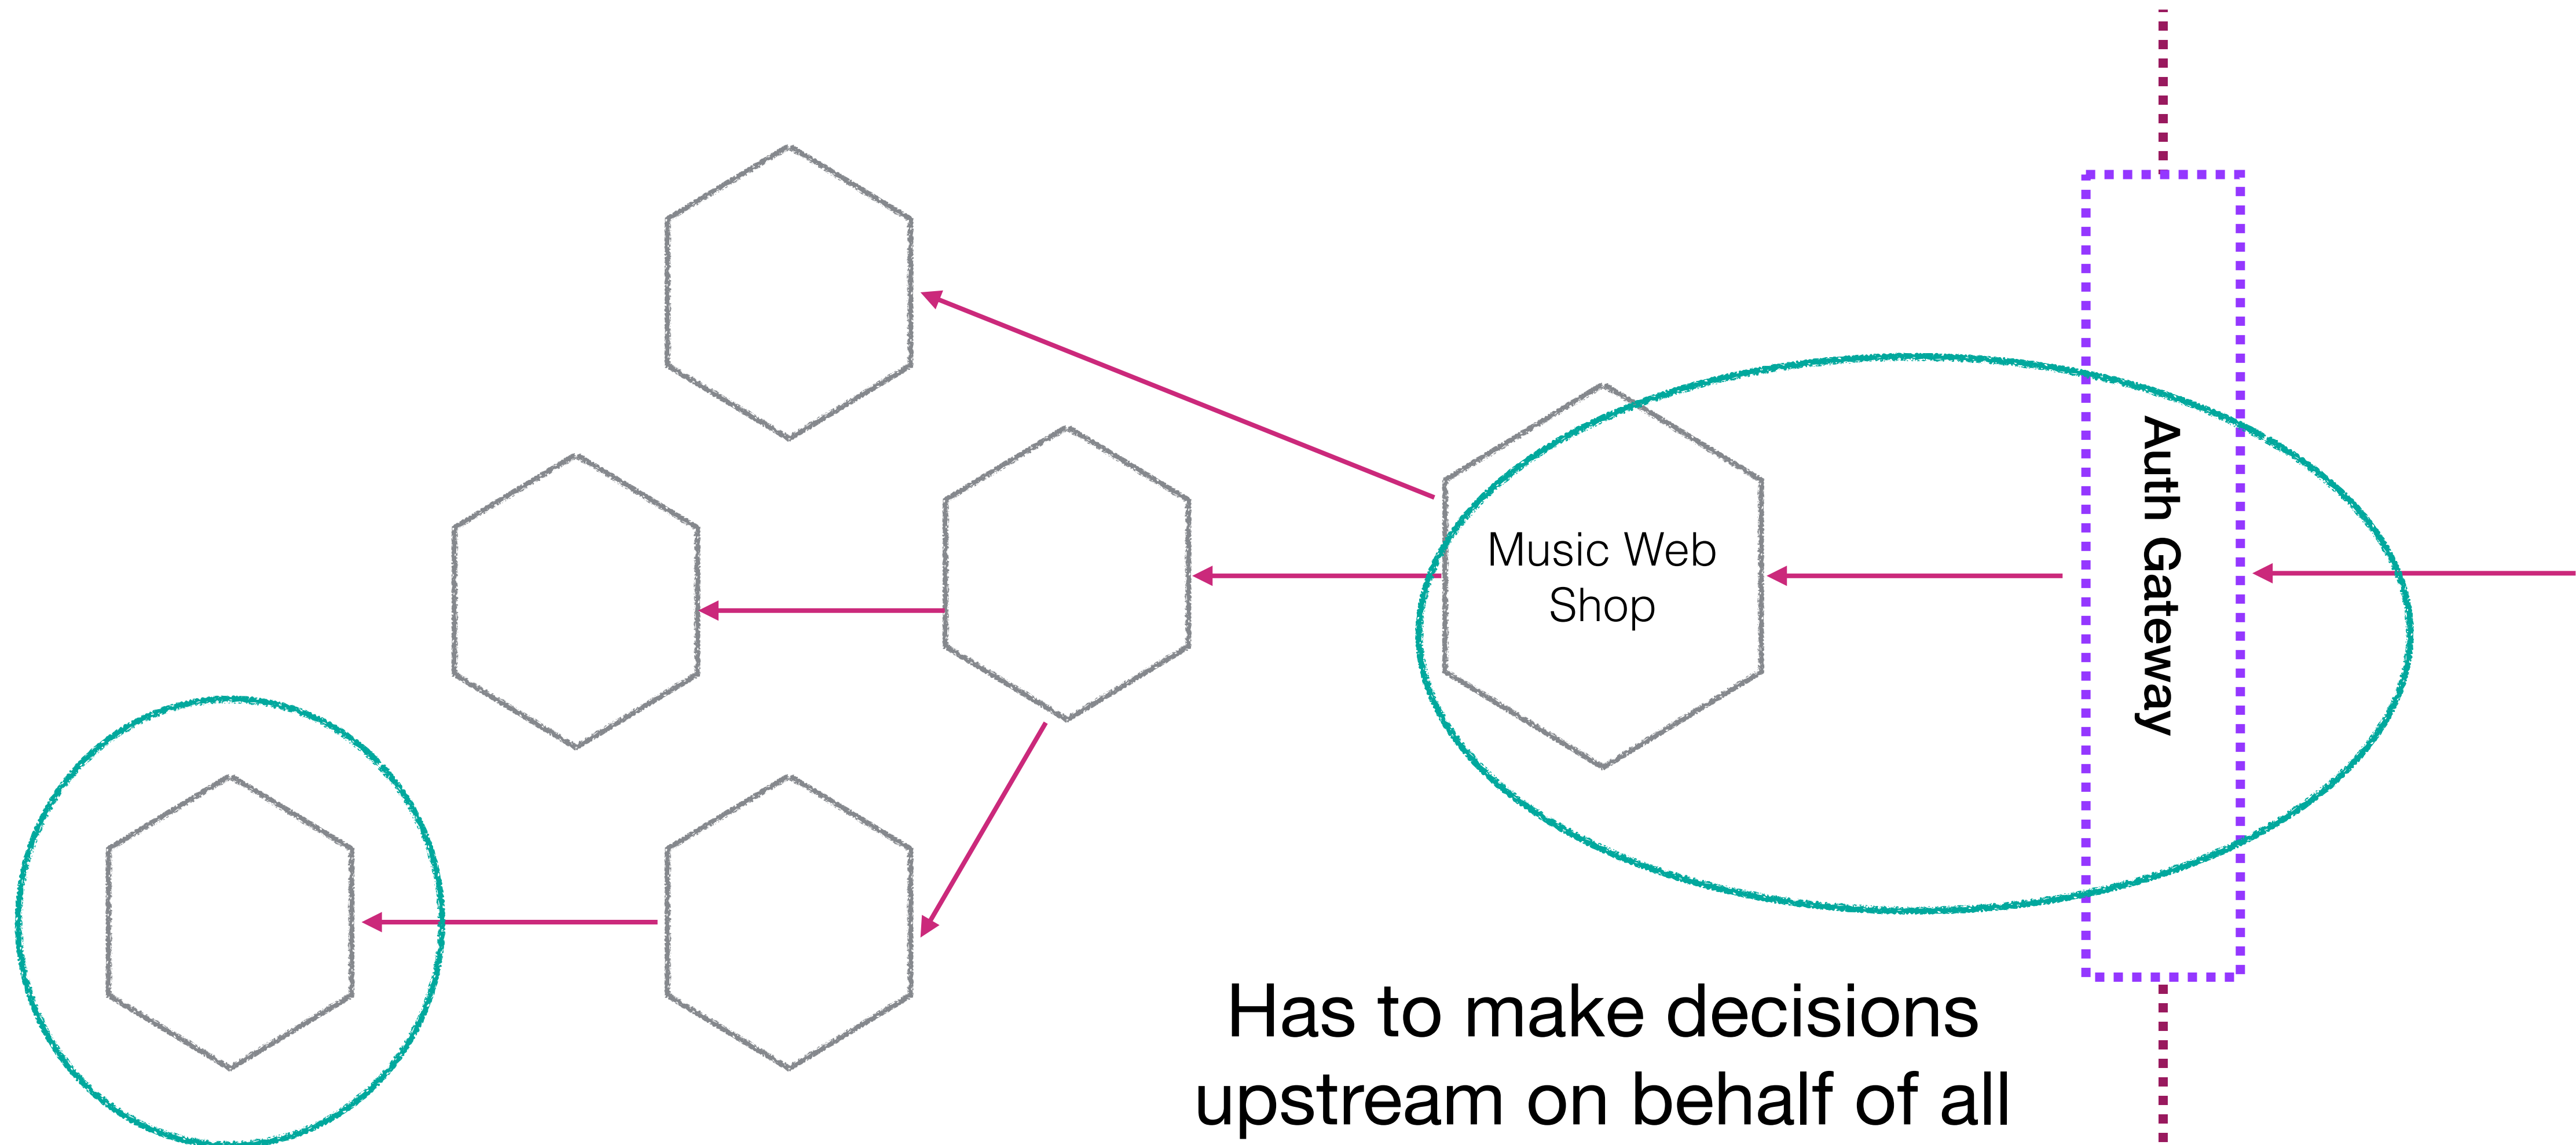 Music Web
Shop
Auth Gateway
Has to make decisions
upstream on behalf of all